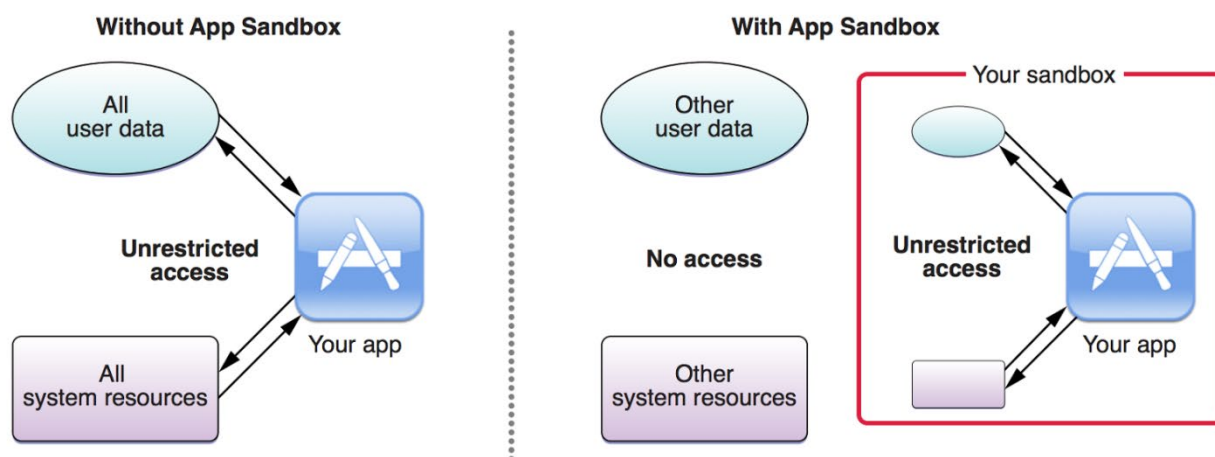 Without App Sandbox
All
user data
Unrestricted
access
Your app
All
system resources
With App Sandbox
Other
user data
No access
Other
system resources
Your sandbox
Unrestricted
access
Your app